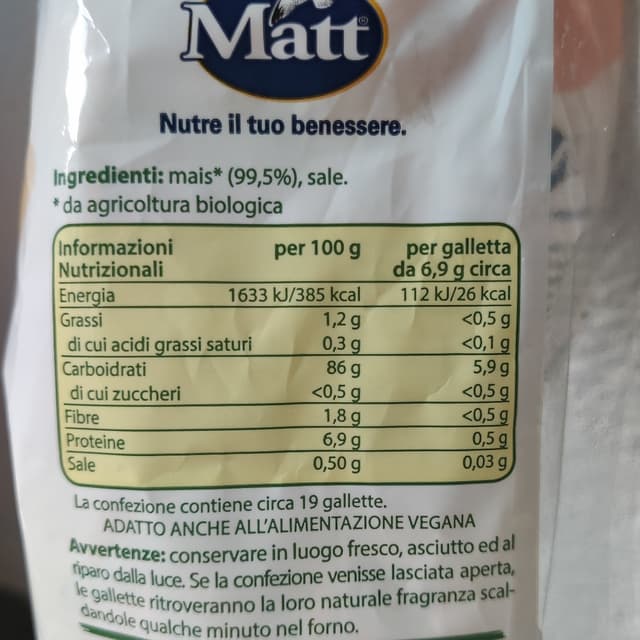 Matt®
Nutre il tuo benessere.
Ingredienti: mais* (99,5%), sale.
* da agricoltura biologica
Informazioni Nutrizionali per 100 g per galletta da 6,9 g circa
Energia 1633 kJ/385 kcal 112 kJ/26 kcal
Grassi 1,2 g <0,5 g
di cui acidi grassi saturi 0,3 g <0,1 g
Carboidrati 86 g 5,9 g
di cui zuccheri <0,5 g <0,5 g
Fibre 1,8 g <0,5 g
Proteine 6,9 g 0,5 g
Sale 0,50 g 0,03 g
La confezione contiene circa 19 gallette.
ADATTO ANCHE ALL'ALIMENTAZIONE VEGANA
Avvertenze: conservare in luogo fresco, asciutto ed al
riparo dalla luce. Se la confezione venisse lasciata aperta,
le gallette ritroveranno la loro naturale fragranza scal-
dandole qualche minuto nel forno.